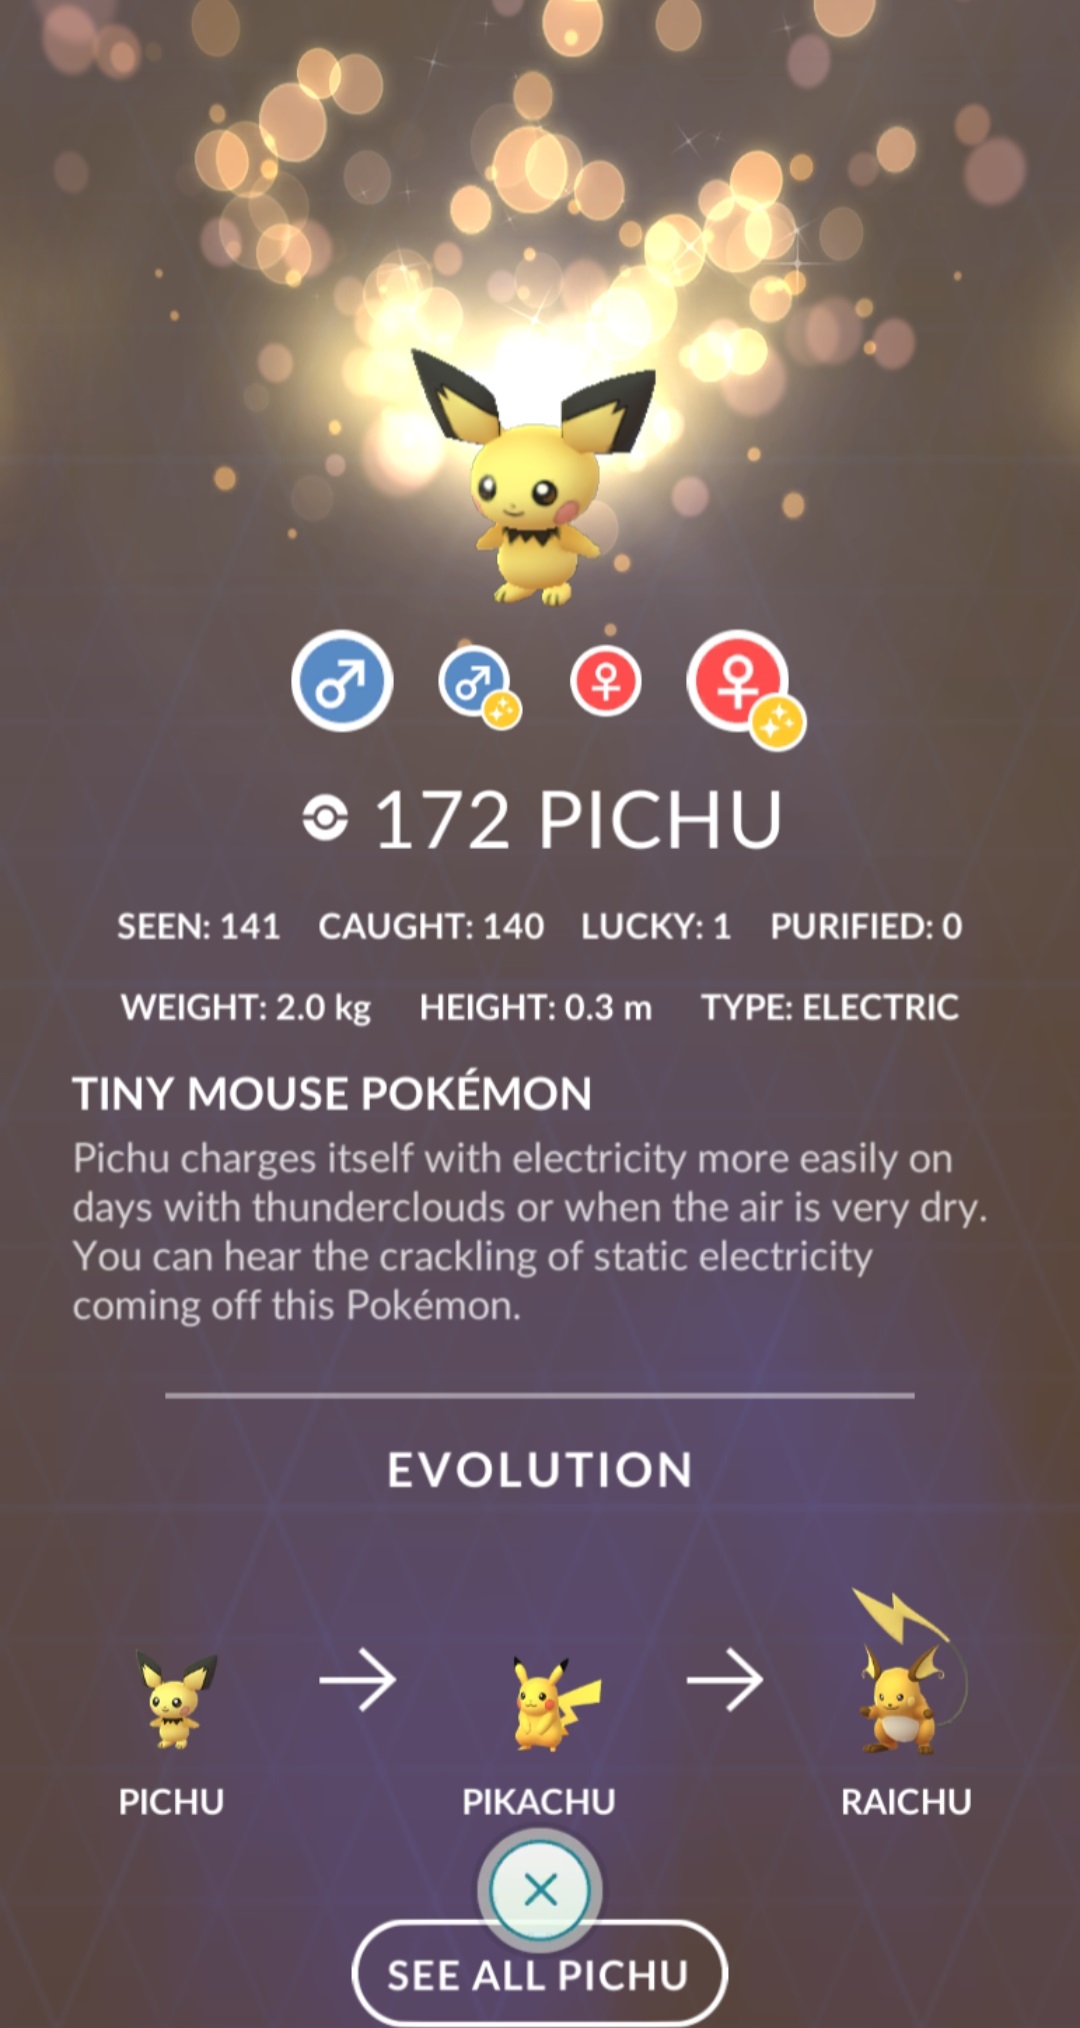 172 PICHU
SEEN: 141 CAUGHT: 140 LUCKY: 1 PURIFIED: 0
WEIGHT: 2.0 kg HEIGHT: 0.3 m TYPE: ELECTRIC
TINY MOUSE POKÉMON
Pichu charges itself with electricity more easily on
days with thunderclouds or when the air is very dry.
You can hear the crackling of static electricity
coming off this Pokémon.
EVOLUTION
PICHU PIKACHU RAICHU
SEE ALL PICHU